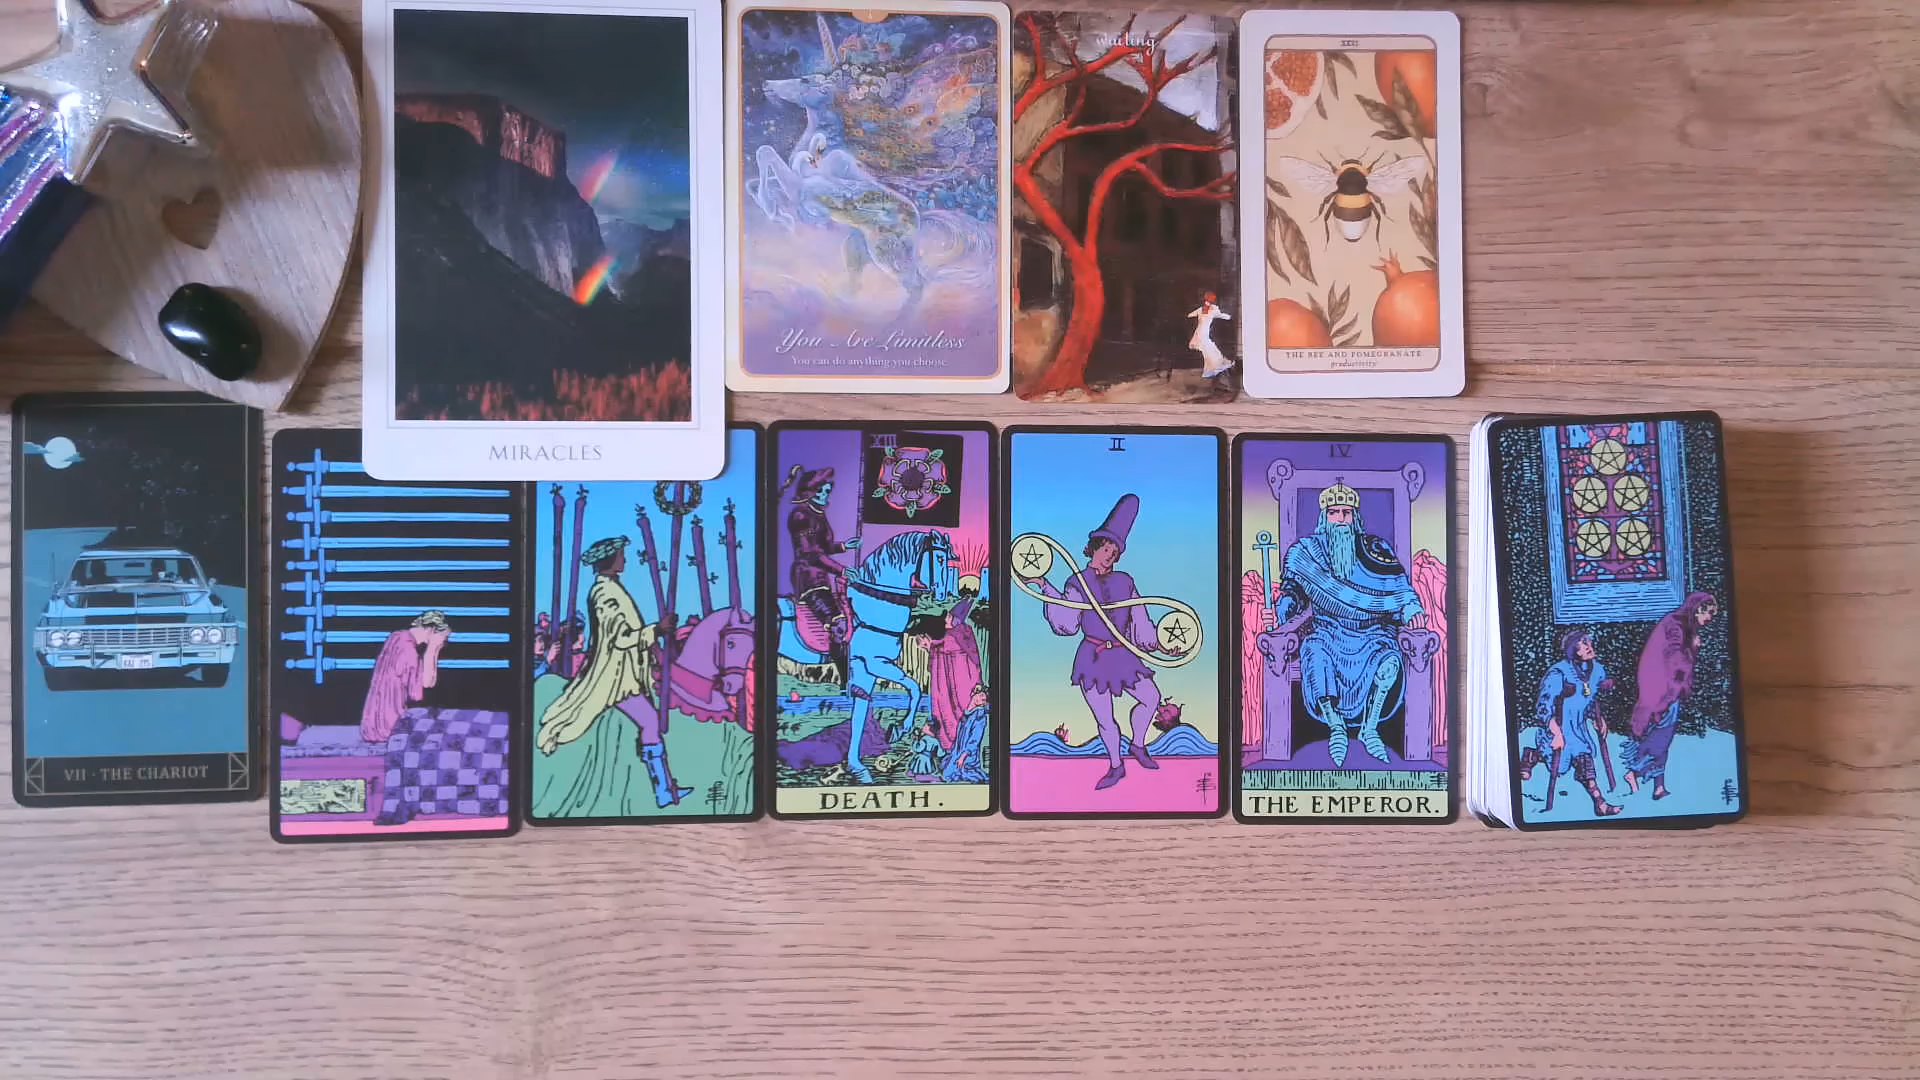 waiting
XXII
You Are Limitless
You can do anything you choose.
THE BEE AND POMEGRANATE
productivity
MIRACLES
XIII
II
IV
VII · THE CHARIOT
DEATH.
THE EMPEROR.